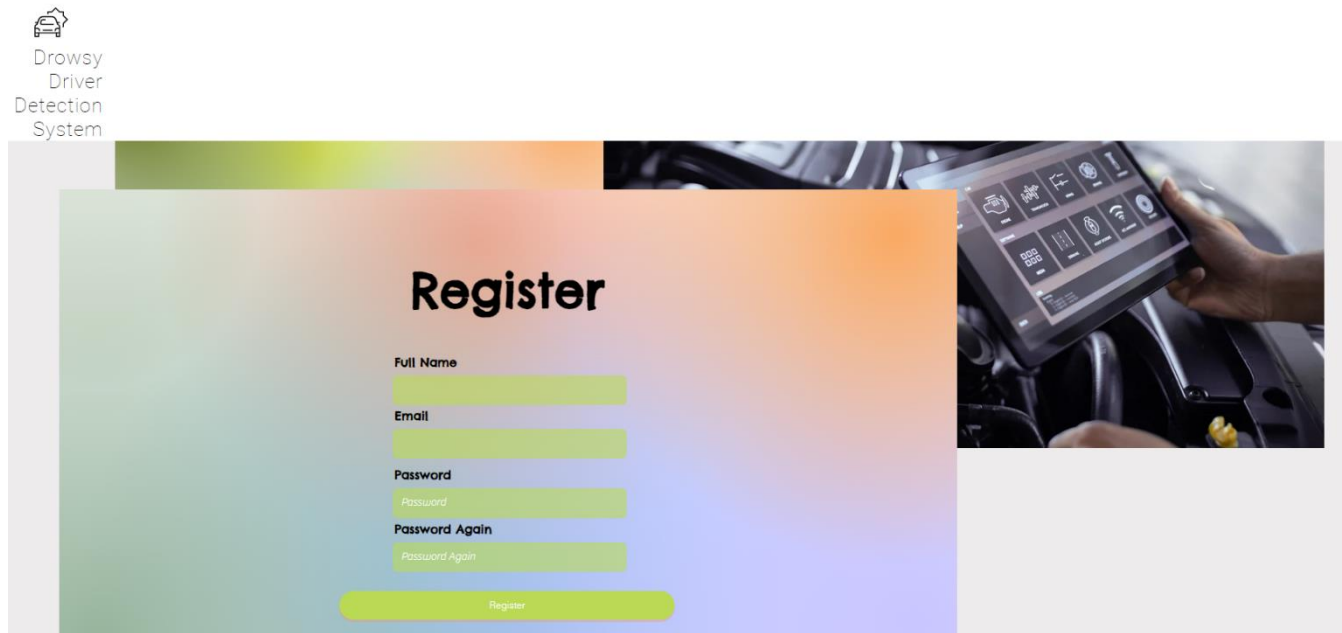 Drowsy
Driver
Detection
System
Register
Full Name
Email
Password
Password
Password Again
Password Again
Register